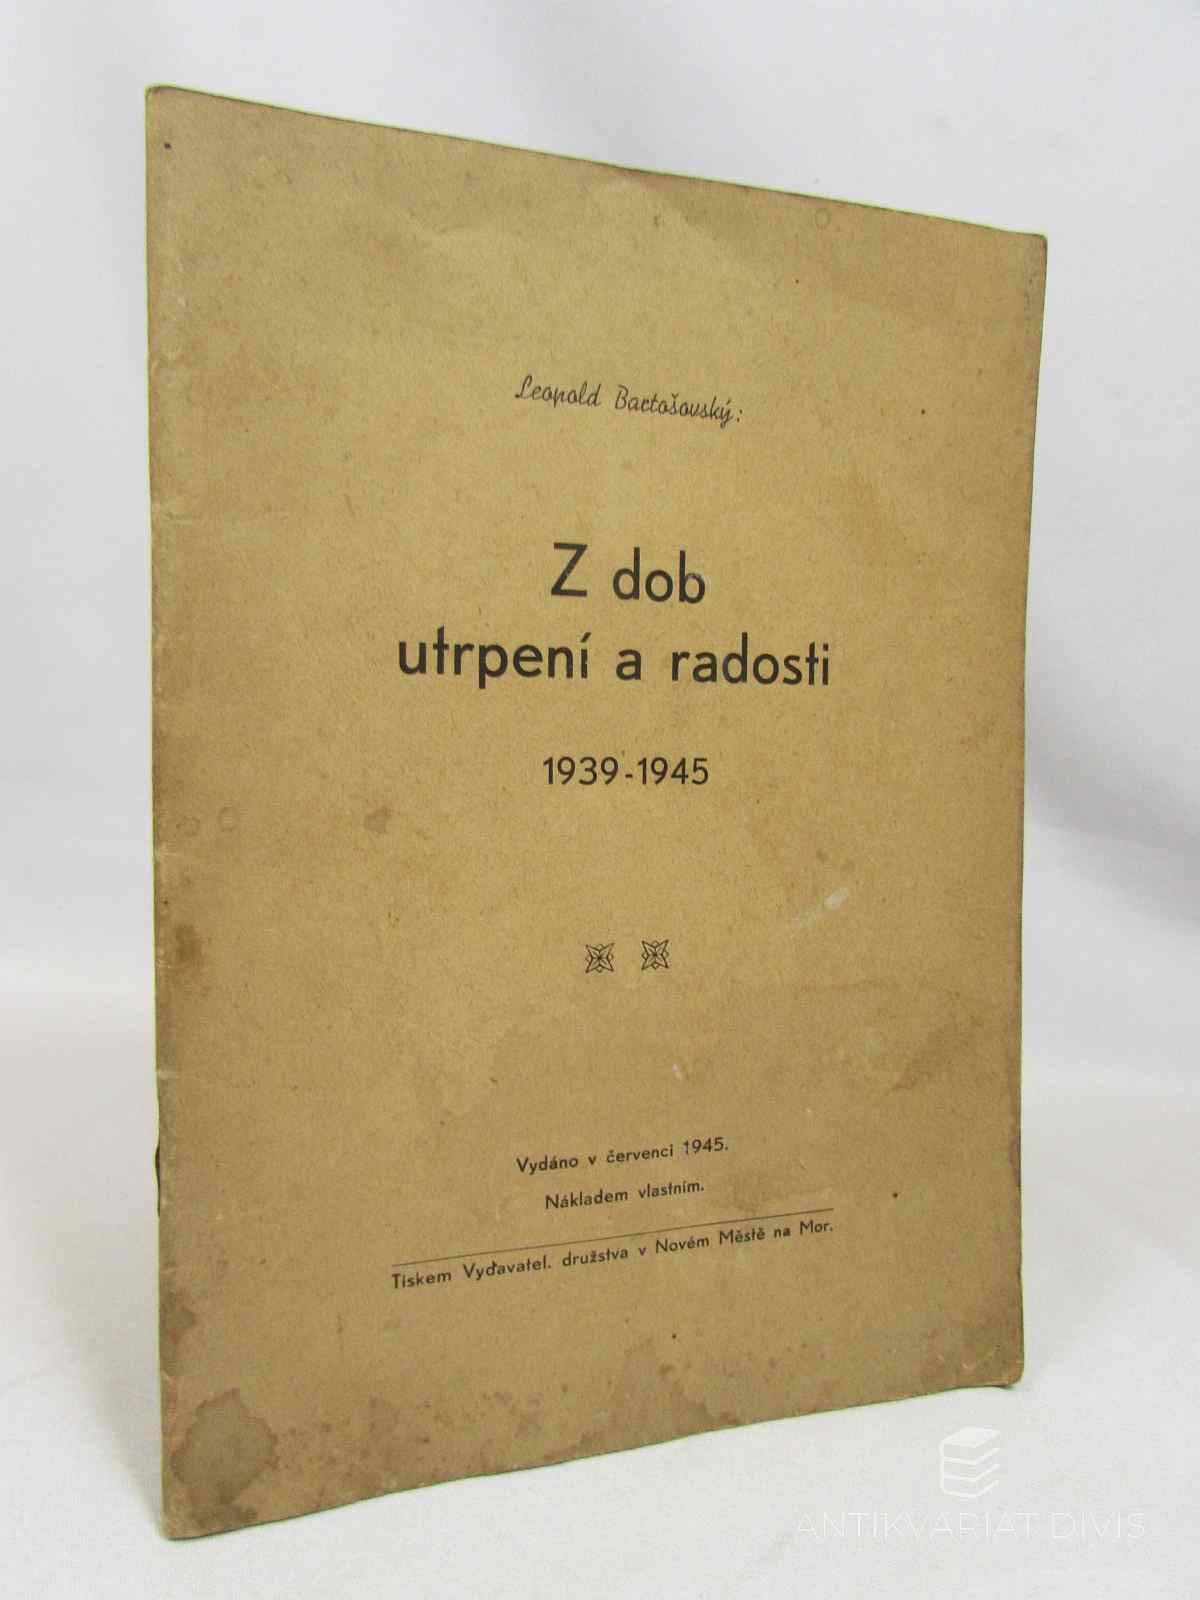 Leopold Bartošovský:
Z dob
utrpení a radosti
1939-1945
Vydáno v červenci 1945.
Nákladem vlastním.
Tiskem Vydavatel. družstva v Novém Městě na Mor.
ANTIKVARIÁT DIVIŠ